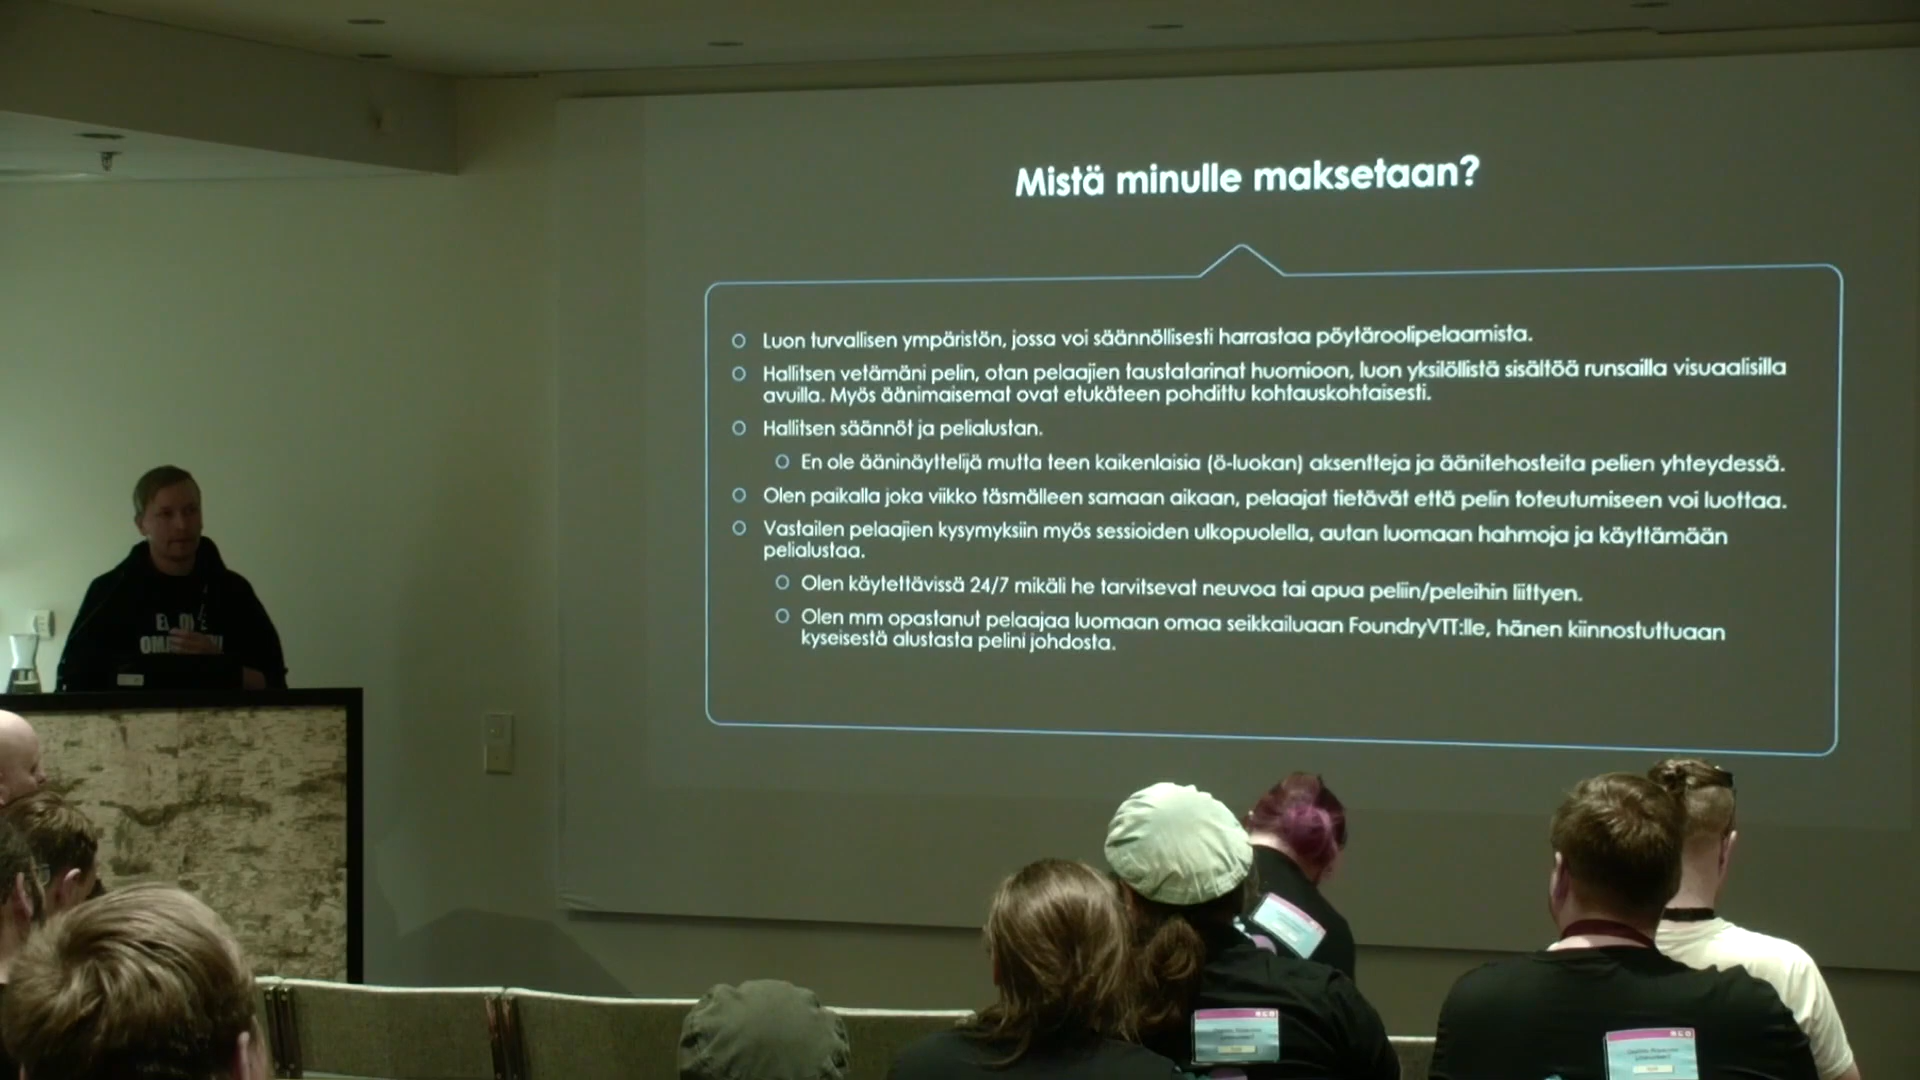 Mistä minulle maksetaan?
Luon turvallisen ympäristön, jossa voi säännöllisesti harrastaa pöytäroolipelaamista.
Hallitsen vetämäni pelin, otan pelaajien taustatarinat huomioon, luon yksilöllistä sisältöä runsailla visuaalisilla
avuilla. Myös äänimaisemat ovat etukäteen pohdittu kohtauskohtaisesti.
Hallitsen säännöt ja pelialustan.
En ole ääninäyttelijä mutta teen kaikenlaisia (ö-luokan) aksentteja ja äänitehosteita pelien yhteydessä.
Olen paikalla joka viikko täsmälleen samaan aikaan, pelaajat tietävät että pelin toteutumiseen voi luottaa.
Vastailen pelaajien kysymyksiin myös sessioiden ulkopuolella, autan luomaan hahmoja ja käyttämään
pelialustaa.
Olen käytettävissä 24/7 mikäli he tarvitsevat neuvoa tai apua peliin/peleihin liittyen.
Olen mm opastanut pelaajaa luomaan omaa seikkailuaan FoundryVTT:lle, hänen kiinnostuttuaan
kyseisestä alustasta pelini johdosta.